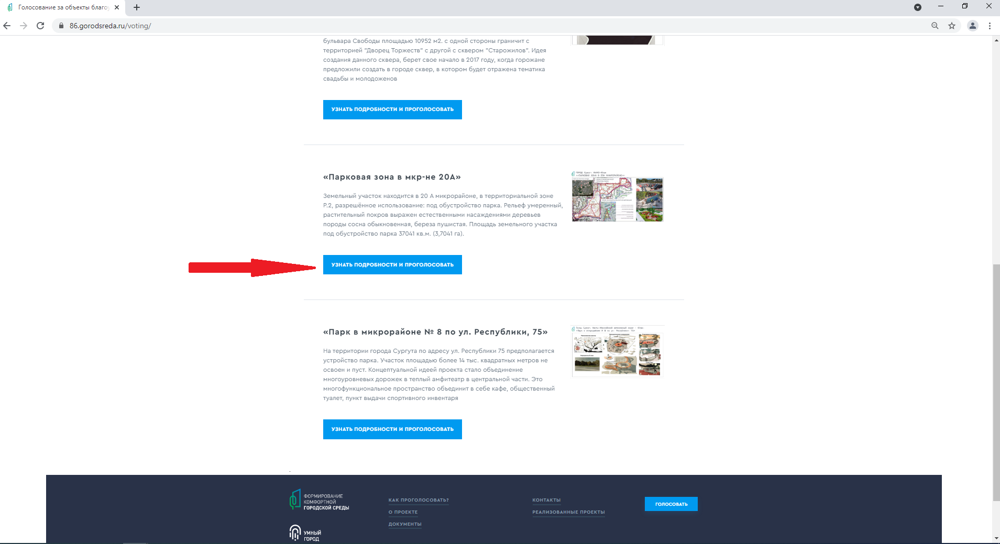 Голосование за объекты благоу
86.gorodsreda.ru/voting/
бульвара Свободы площадью 10952 м2. с одной стороны граничит с
территорией "Дворец Торжеств" с другой с сквером "Старожилов". Идея
создания данного сквера, берет свое начало в 2017 году, когда горожане
предложили создать в городе сквер, в котором будет отражена тематика
свадьбы и молодоженов
УЗНАТЬ ПОДРОБНОСТИ И ПРОГОЛОСОВАТЬ
«Парковая зона в мкр-не 20А»
Земельный участок находится в 20 А микрорайоне, в территориальной зоне
Р.2, разрешённое использование: под обустройство парка. Рельеф умеренный,
растительный покров выражен естественными насаждениями деревьев
породы сосна обыкновенная, береза пушистая. Площадь земельного участка
под обустройство парка 37041 кв.м. (3,7041 га).
УЗНАТЬ ПОДРОБНОСТИ И ПРОГОЛОСОВАТЬ
«Парк в микрорайоне № 8 по ул. Республики, 75»
На территории города Сургута по адресу ул. Республики 75 предполагается
устройство парка. Участок площадью более 14 тыс. квадратных метров не
освоен и пуст. Концептуальной идеей проекта стало объединение
многоуровневых дорожек в теплый амфитеатр в центральной части. Это
многофункциональное пространство объединит в себе кафе, общественный
туалет, пункт выдачи спортивного инвентаря
УЗНАТЬ ПОДРОБНОСТИ И ПРОГОЛОСОВАТЬ
ФОРМИРОВАНИЕ
КОМФОРТНОЙ
ГОРОДСКОЙ СРЕДЫ
УМНЫЙ
ГОРОД
КАК ПРОГОЛОСОВАТЬ?
О ПРОЕКТЕ
ДОКУМЕНТЫ
КОНТАКТЫ
РЕАЛИЗОВАННЫЕ ПРОЕКТЫ
ГОЛОСОВАТЬ